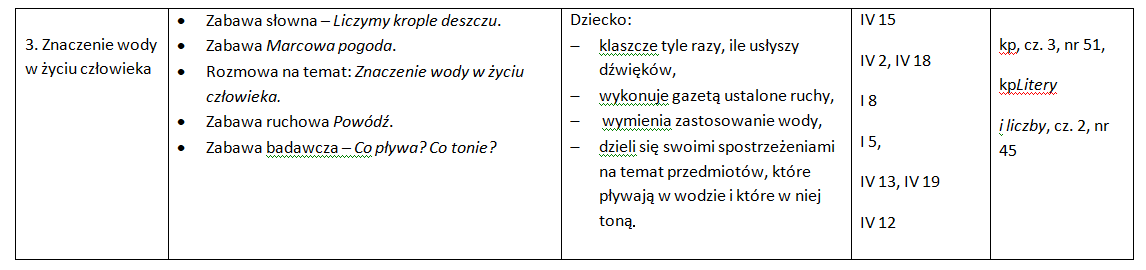 3. Znaczenie wody
w życiu człowieka
• Zabawa słowna – Liczymy krople deszczu.
• Zabawa Marcowa pogoda.
• Rozmowa na temat: Znaczenie wody w życiu
człowieka.
• Zabawa ruchowa Powódź.
• Zabawa badawcza – Co pływa? Co tonie?
Dziecko:
– klaszcze tyle razy, ile usłyszy
dźwięków,
– wykonuje gazetą ustalone ruchy,
– wymienia zastosowanie wody,
– dzieli się swoimi spostrzeżeniami
na temat przedmiotów, które
pływają w wodzie i które w niej
toną.
IV 15
IV 2, IV 18
I 8
I 5,
IV 13, IV 19
IV 12
kp, cz. 3, nr 51,
kpLitery
i liczby, cz. 2, nr
45